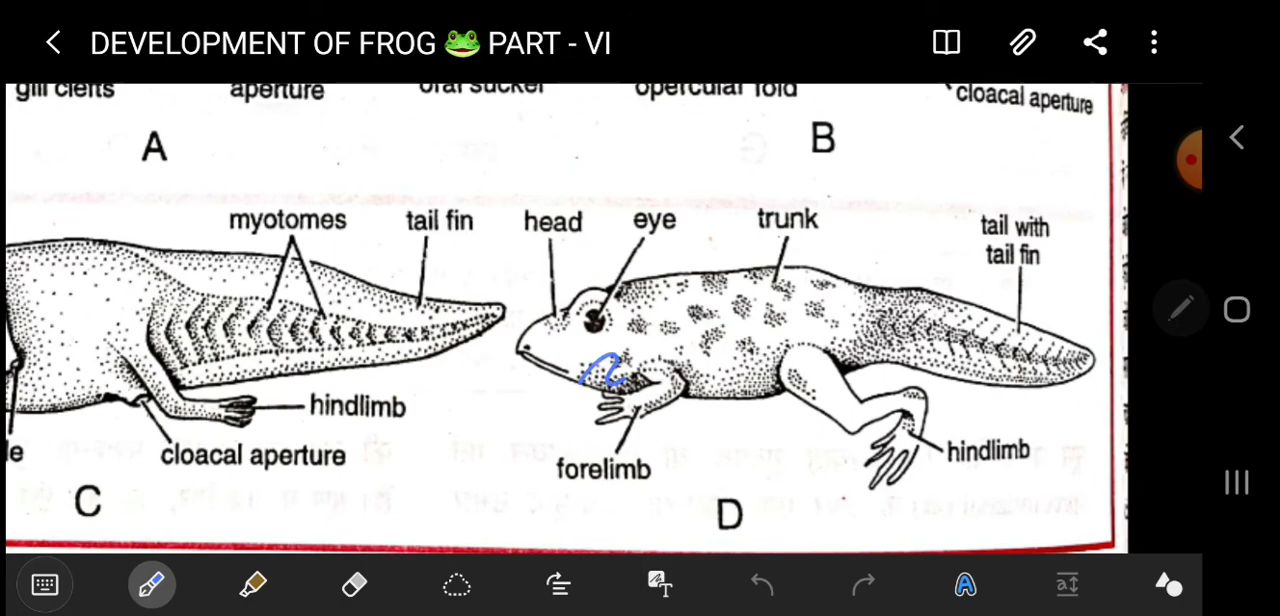 DEVELOPMENT OF FROG 🐸 PART - VI
gill clefts
aperture
oral sucker
opercular fold
cloacal aperture
A
B
myotomes
tail fin
head
eye
trunk
tail with
tail fin
hindlimb
le
cloacal aperture
forelimb
hindlimb
C
D